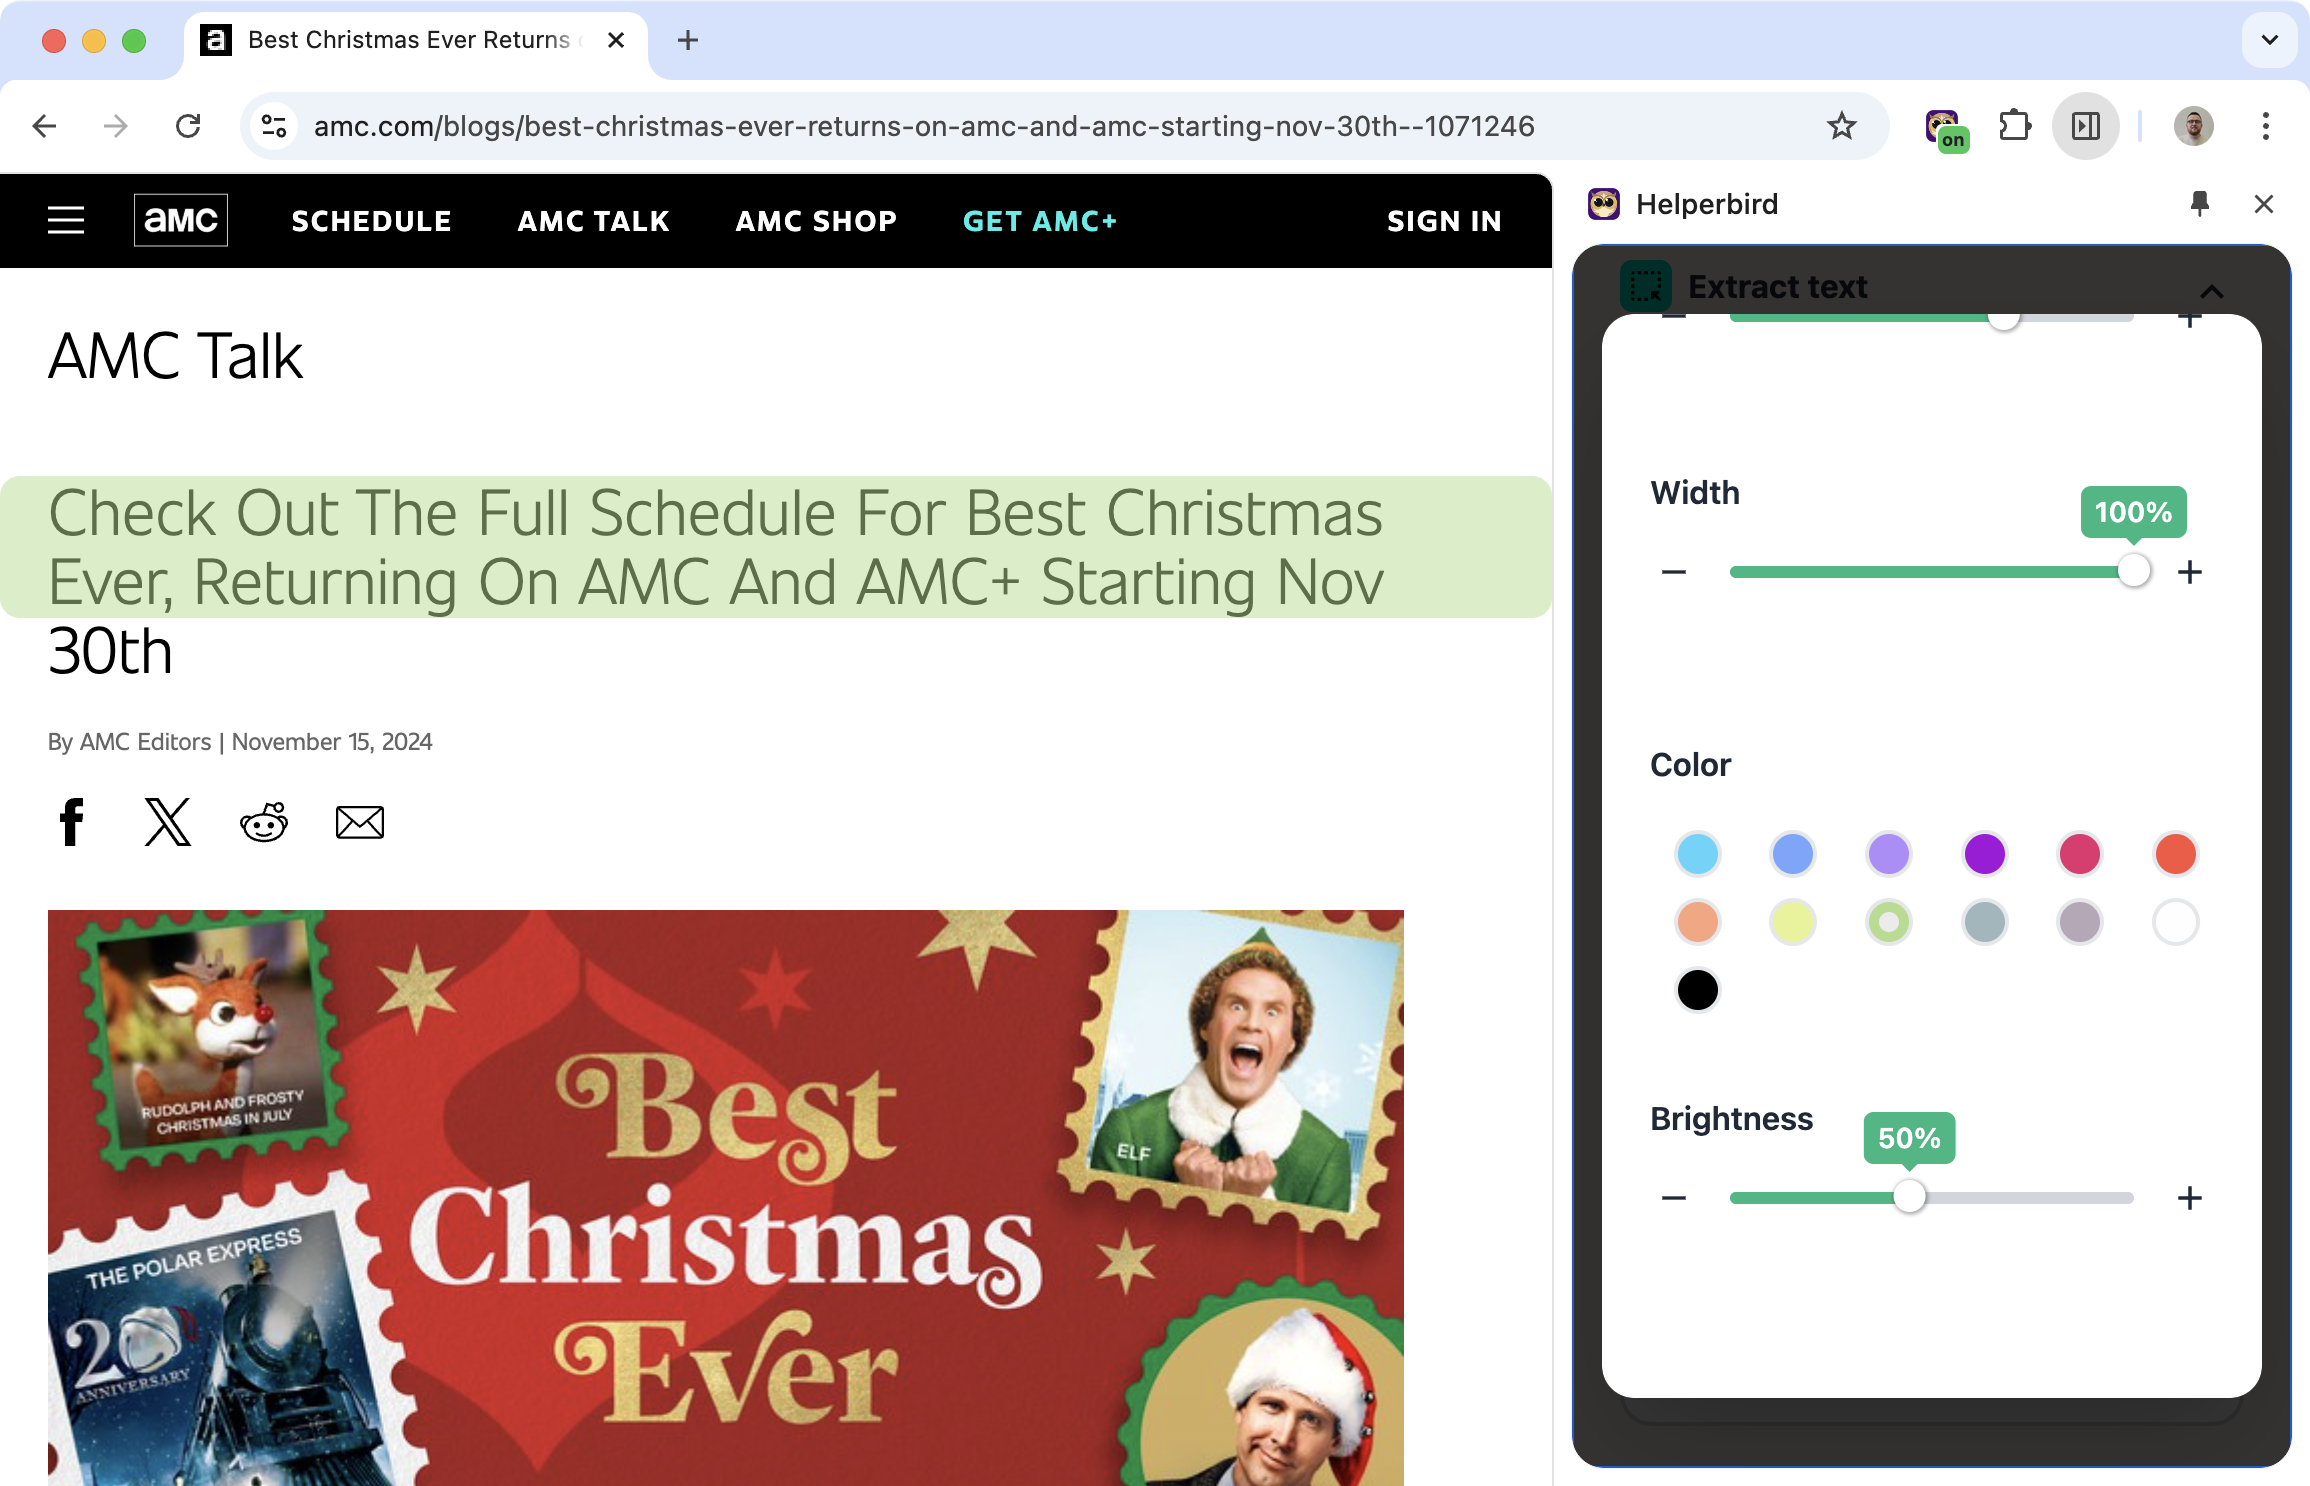 Best Christmas Ever Returns
amc.com/blogs/best-christmas-ever-returns-on-amc-and-amc-starting-nov-30th--1071246
on
aMC
SCHEDULE
AMC TALK
AMC SHOP
GET AMC+
SIGN IN
AMC Talk
Check Out The Full Schedule For Best Christmas
Ever, Returning On AMC And AMC+ Starting Nov
30th
By AMC Editors | November 15, 2024
RUDOLPH AND FROSTY
CHRISTMAS IN JULY
ELF
Best
Christmas
Ever
THE POLAR EXPRESS
20
ANNIVERSARY
Helperbird
Extract text
Width
100%
Color
Brightness
50%